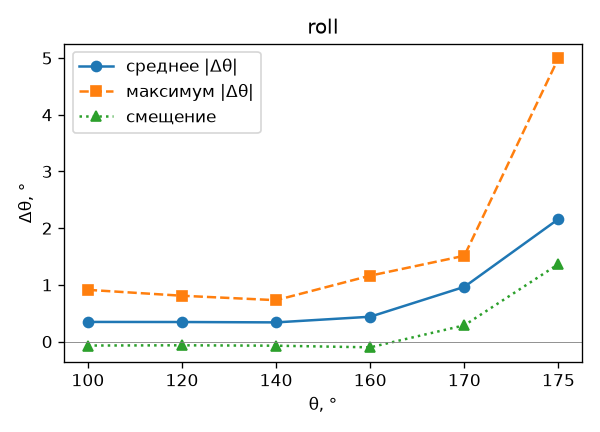 roll
среднее |Δθ|
максимум |Δθ|
смещение
Δθ, °
5
4
3
2
1
0
100 120 140 160 170 175
θ, °